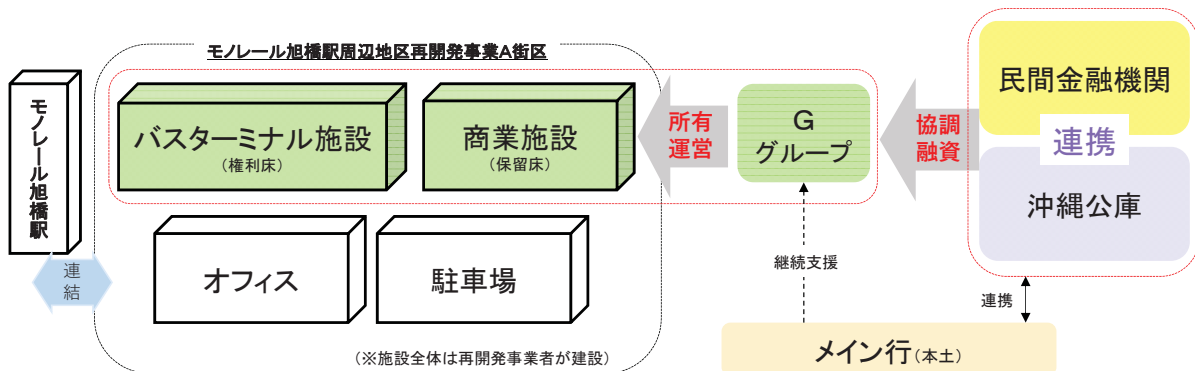 モノレール旭橋駅周辺地区再開発事業A街区
モノレール旭橋駅
バスターミナル施設
（権利床）
商業施設
（保留床）
所有
運営
G
グループ
協調
融資
民間金融機関
連携
沖縄公庫
オフィス
駐車場
連
結
継続支援
連携
（※施設全体は再開発事業者が建設）
メイン行（本土）